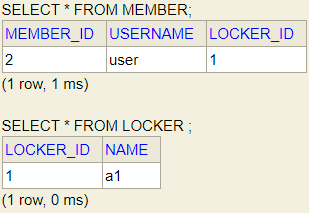 SELECT * FROM MEMBER;
MEMBER_ID USERNAME LOCKER_ID
2 user 1
(1 row, 1 ms)
SELECT * FROM LOCKER ;
LOCKER_ID NAME
1 a1
(1 row, 0 ms)